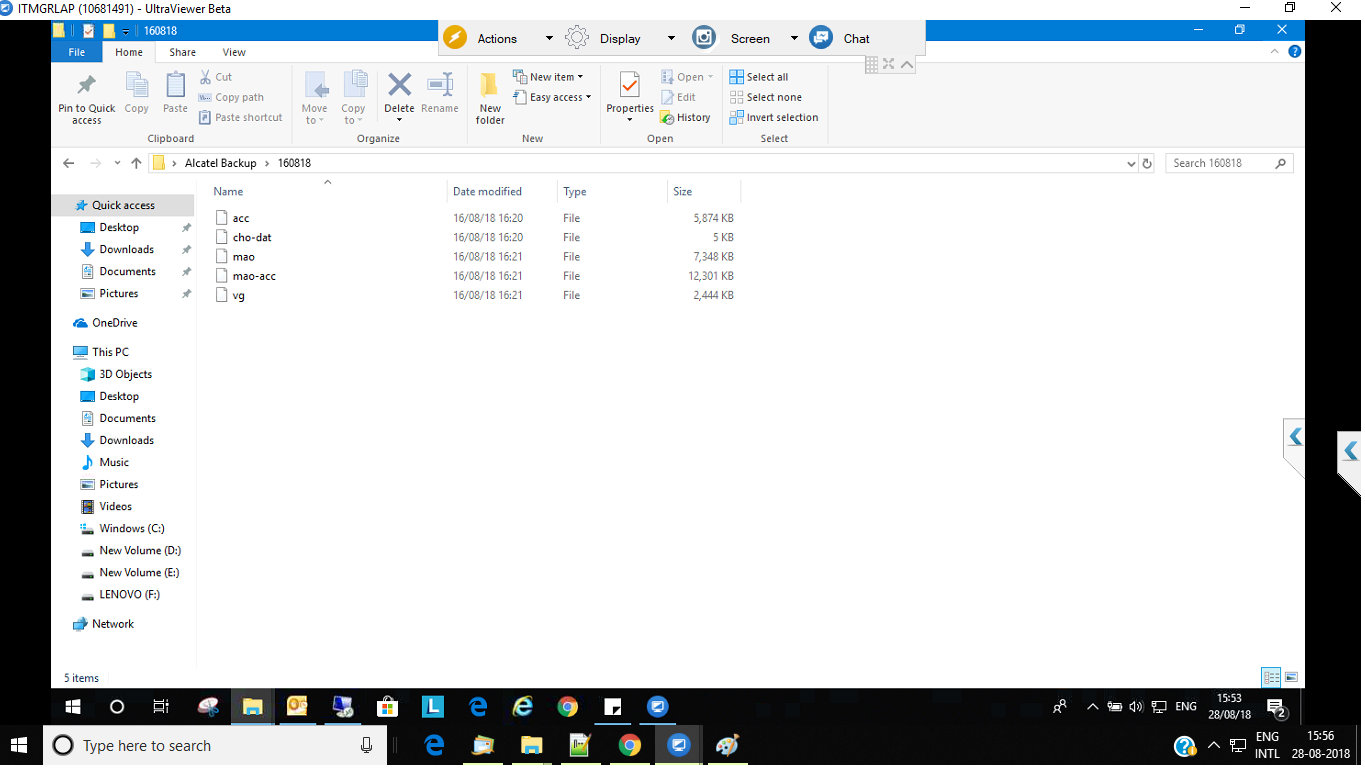 ITMGRLAP (10681491) - UltraViewer Beta
160818
Actions Display Screen Chat
File Home Share View
Pin to Quick access
Copy
Paste
Cut
Copy path
Paste shortcut
Clipboard
Move to
Copy to
Delete
Rename
Organize
New folder
New item
Easy access
New
Properties
Open
Edit
History
Open
Select all
Select none
Invert selection
Select
Alcatel Backup > 160818
Search 160818
Name Date modified Type Size
acc 16/08/18 16:20 File 5,874 KB
cho-dat 16/08/18 16:20 File 5 KB
mao 16/08/18 16:21 File 7,348 KB
mao-acc 16/08/18 16:21 File 12,301 KB
vg 16/08/18 16:21 File 2,444 KB
Quick access
Desktop
Downloads
Documents
Pictures
OneDrive
This PC
3D Objects
Desktop
Documents
Downloads
Music
Pictures
Videos
Windows (C:)
New Volume (D:)
New Volume (E:)
LENOVO (F:)
Network
5 items
L
ENG
15:53
28/08/18
2
Type here to search
ENG
INTL
15:56
28-08-2018